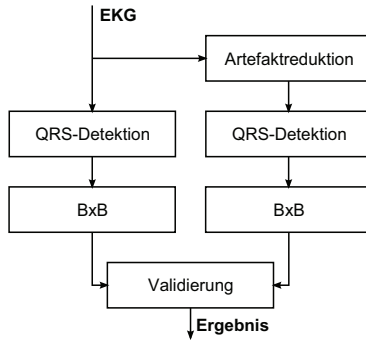 EKG
Artefaktreduktion
QRS-Detektion
QRS-Detektion
BxB
BxB
Validierung
Ergebnis